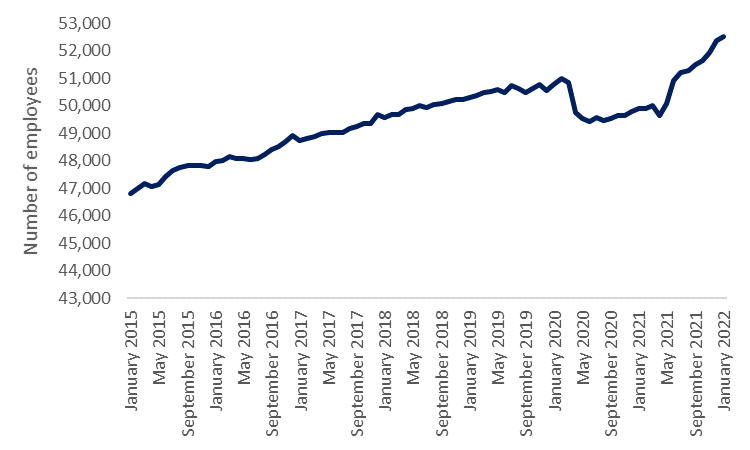 53,000
52,000
51,000
50,000
49,000
48,000
47,000
46,000
45,000
44,000
43,000
Number of employees
January 2015
May 2015
September 2015
January 2016
May 2016
September 2016
January 2017
May 2017
September 2017
January 2018
May 2018
September 2018
January 2019
May 2019
September 2019
January 2020
May 2020
September 2020
January 2021
May 2021
September 2021
January 2022